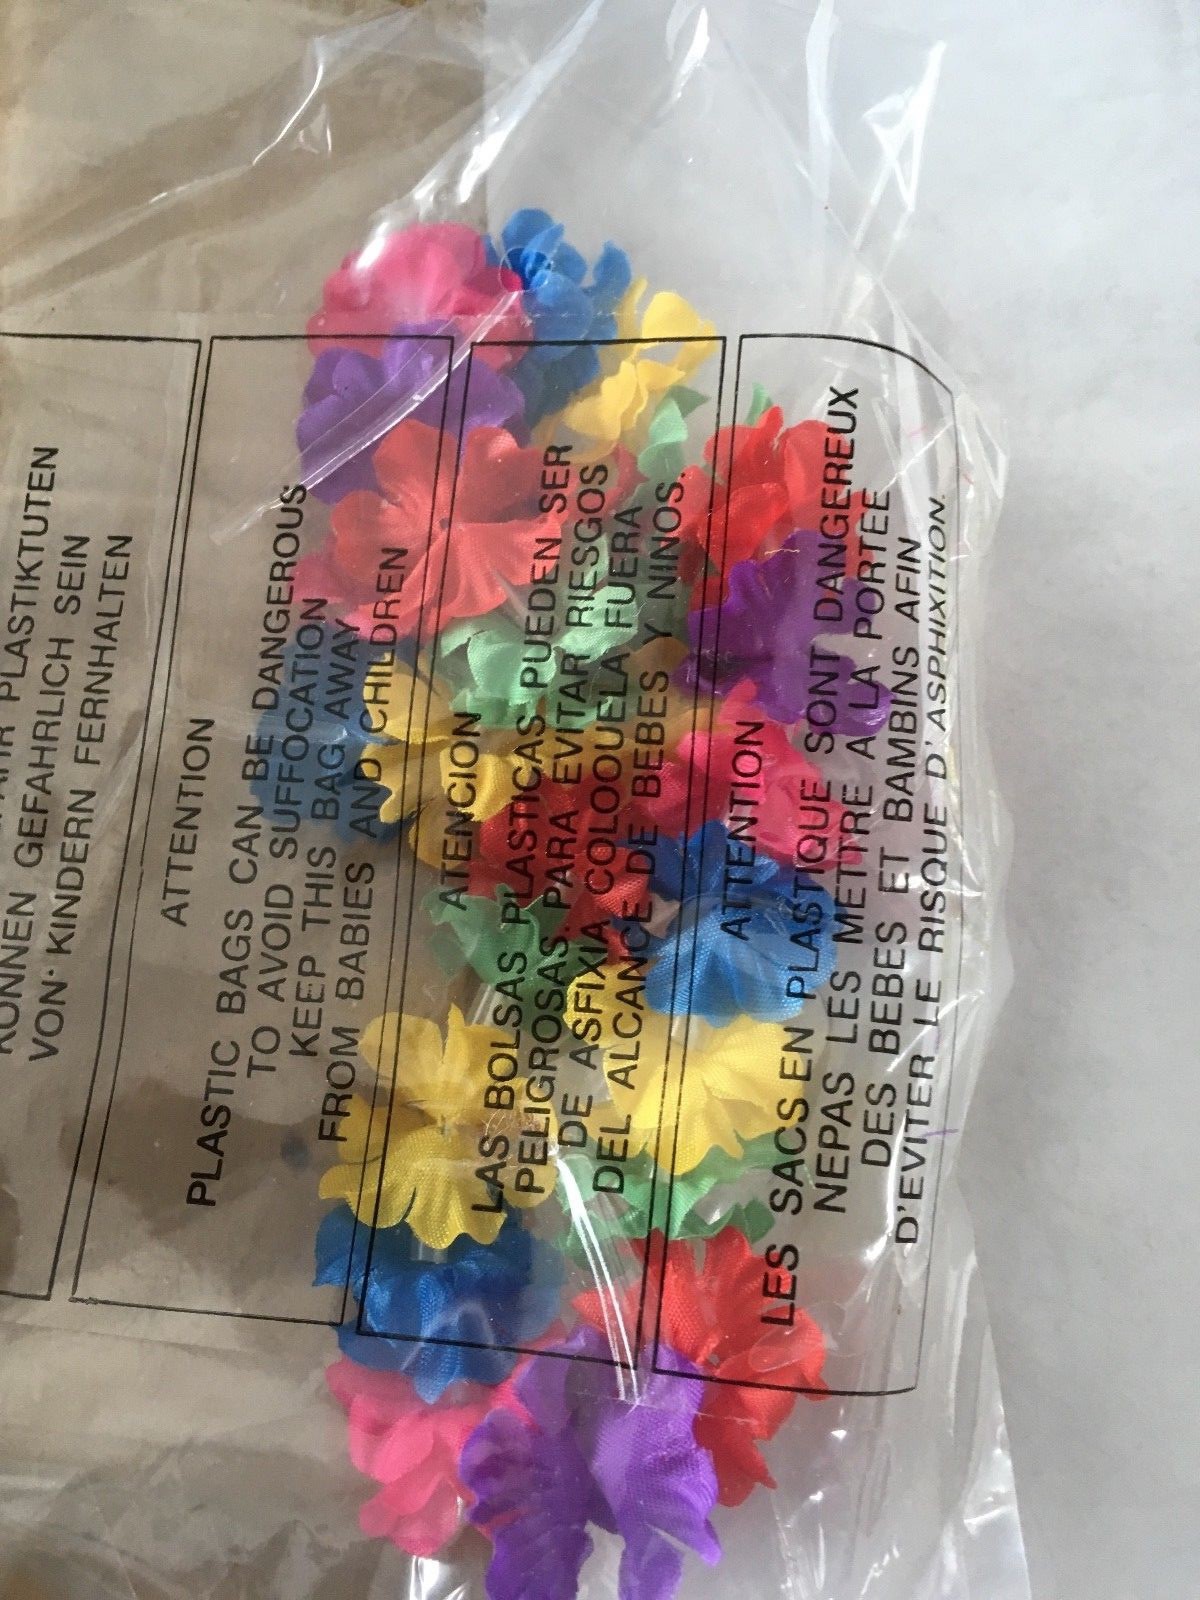 KONNEN GEFAHRLICH SEIN
VON· KINDERN FERNHALTEN
ATTENTION
PLASTIC BAGS CAN BE DANGEROUS:
TO AVOID SUFFOCATION
KEEP THIS BAG AWAY
FROM BABIES AND CHILDREN
ATENCION
LAS BOLSAS PLASTICAS PUEDEN SER
PELIGROSAS PARA EVITAR RIESGOS
DE ASFIXIA COLOOUELA FUERA
DEL ALCANCE DE BEBES Y NINOS.
ATTENTION
LES SACS EN PLASTIQUE SONT DANGEREUX
NEPAS LES METTRE A LA PORTEE
DES BEBES ET BAMBINS AFIN
D'EVITER LE RISQUE D'ASPHIXITION.